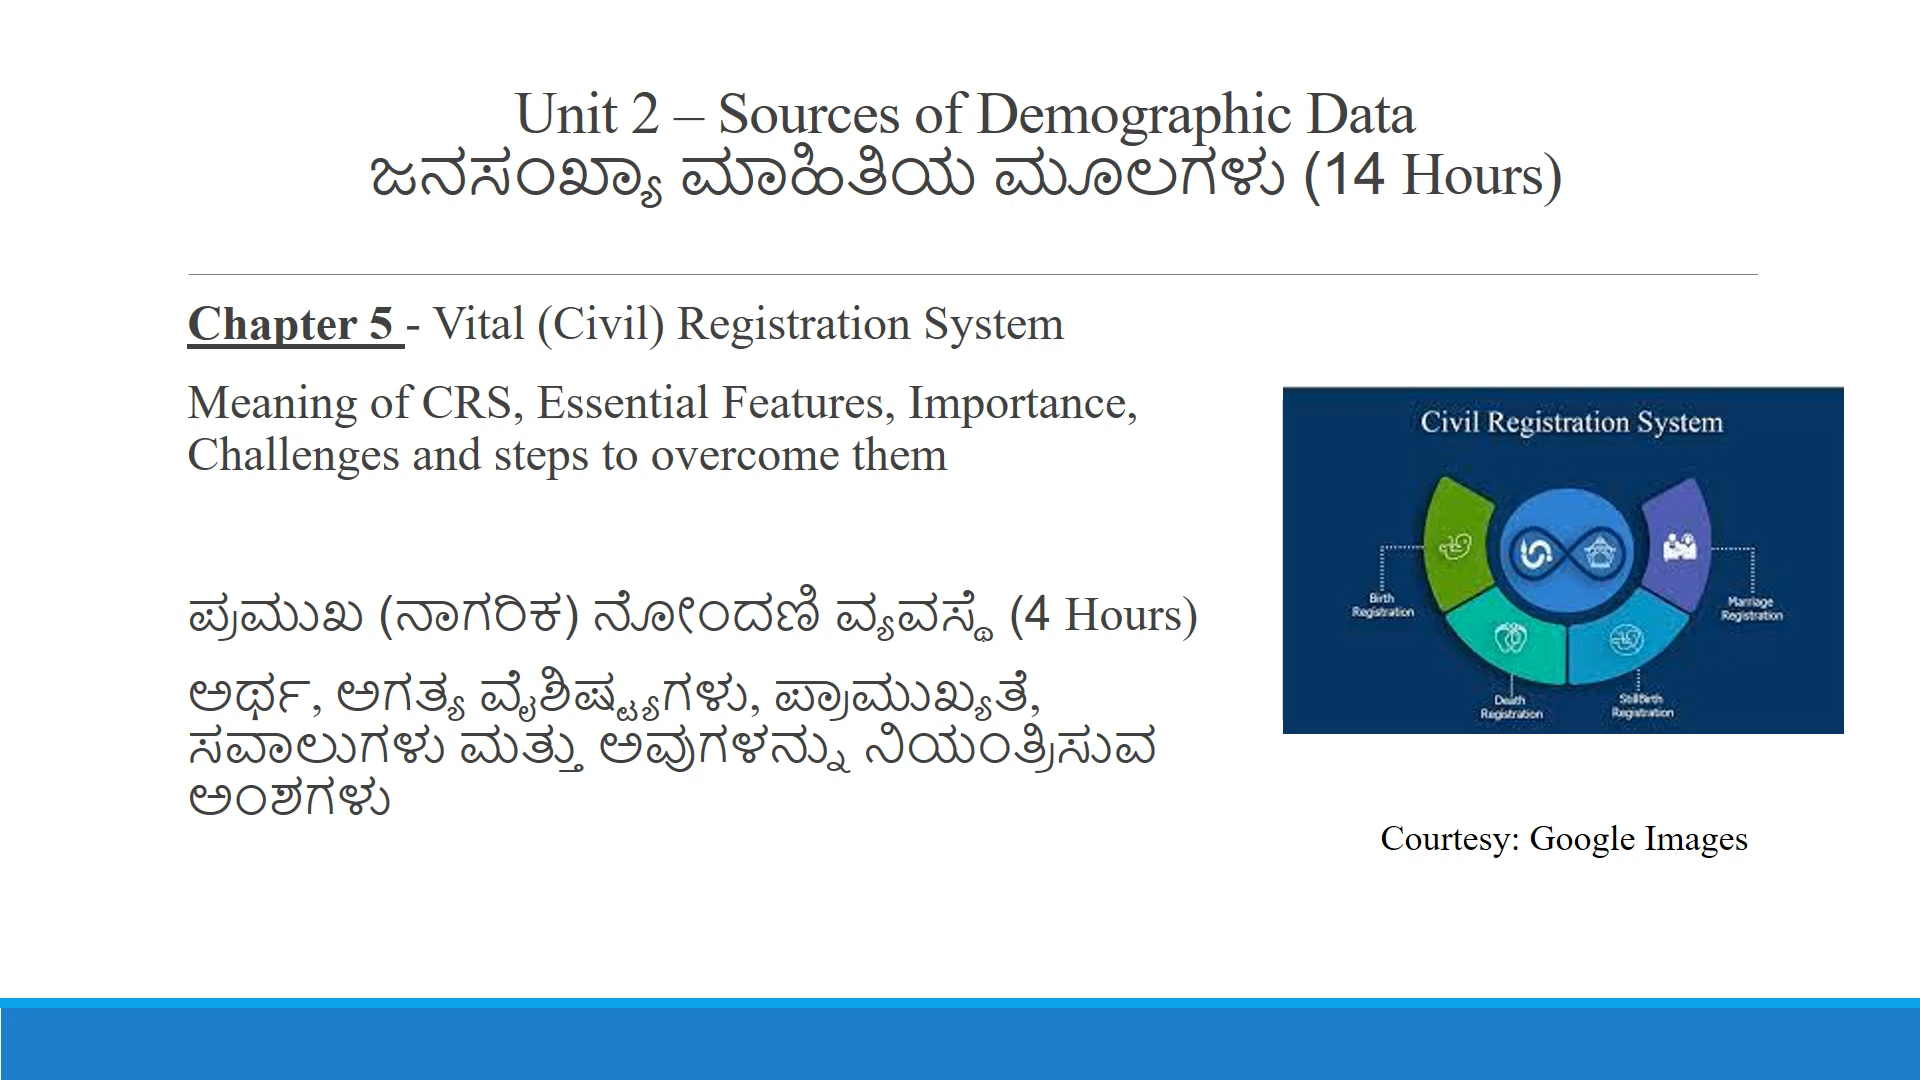 Unit 2 – Sources of Demographic Data
ಜನಸಂಖ್ಯಾ ಮಾಹಿತಿಯ ಮೂಲಗಳು (14 Hours)
Chapter 5 - Vital (Civil) Registration System
Meaning of CRS, Essential Features, Importance,
Challenges and steps to overcome them
ಪ್ರಮುಖ (ನಾಗರಿಕ) ನೋಂದಣಿ ವ್ಯವಸ್ಥೆ (4 Hours)
ಅರ್ಥ, ಅಗತ್ಯ ವೈಶಿಷ್ಟ್ಯಗಳು, ಪ್ರಾಮುಖ್ಯತೆ,
ಸವಾಲುಗಳು ಮತ್ತು ಅವುಗಳನ್ನು ನಿಯಂತ್ರಿಸುವ
ಅಂಶಗಳು
Civil Registration System
Birth
Registration
Death
Registration
StillBirth
Registration
Marriage
Registration
Courtesy: Google Images